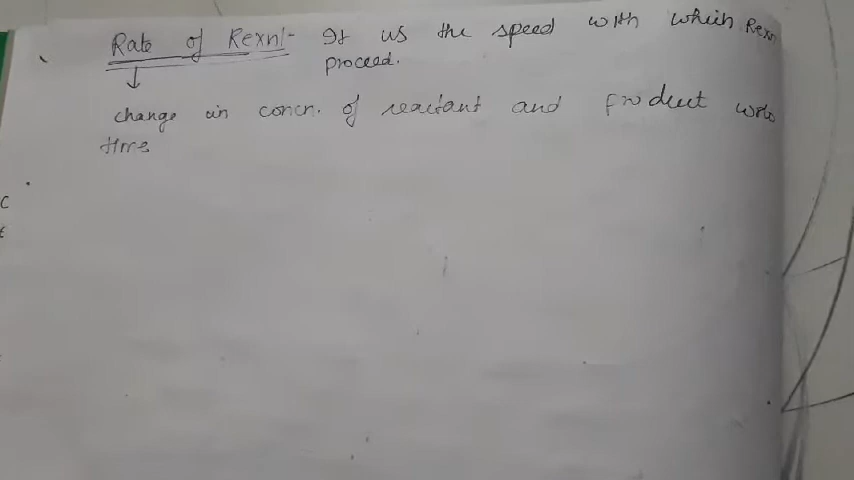 Rate of Rexn/- It is the speed with which Rexn
proceed.
change in concn. of reactant and product wrto
time